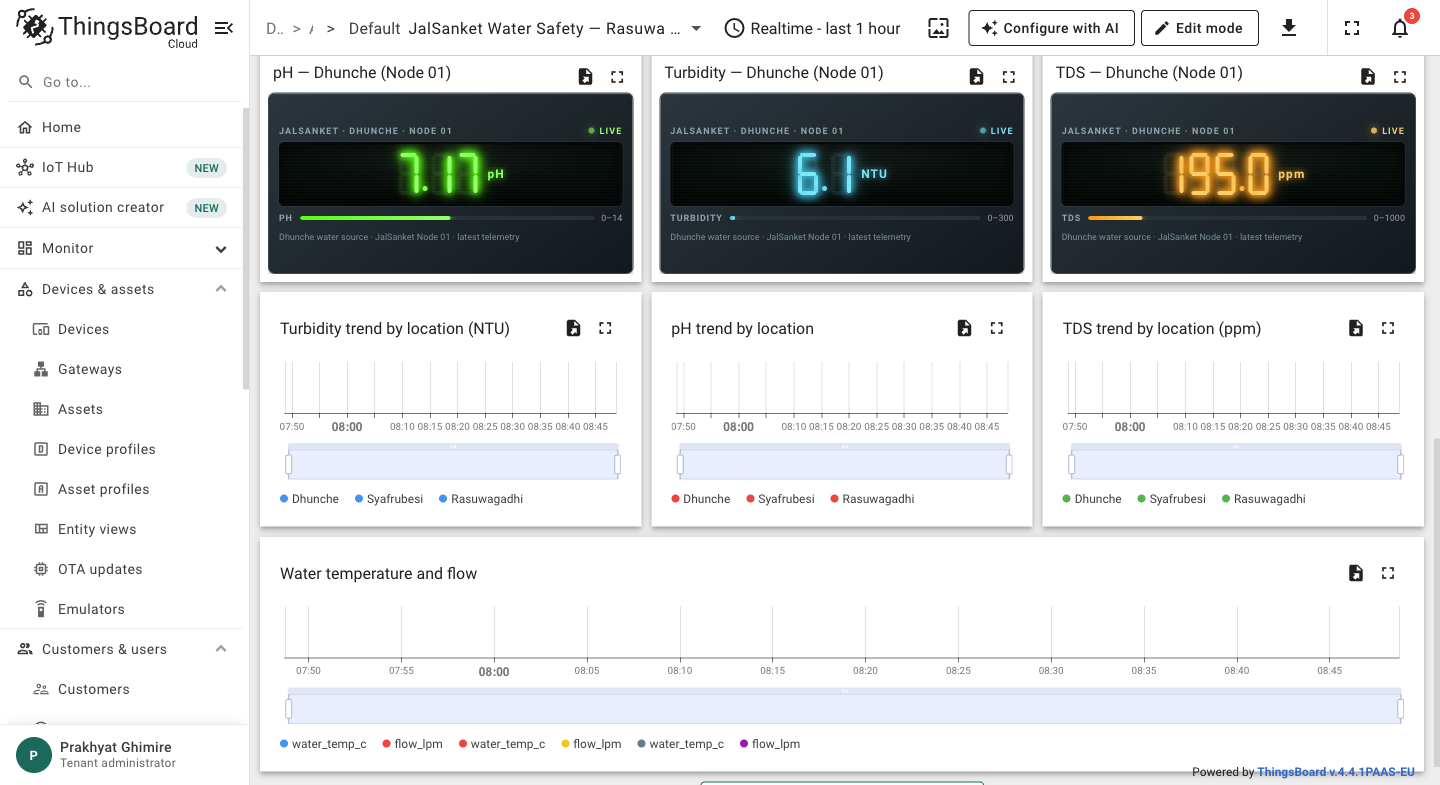 ThingsBoard
Cloud
D.. > A > Default JalSanket Water Safety — Rasuwa ...
Realtime - last 1 hour
Configure with AI
Edit mode
3
Go to...
Home
IoT Hub NEW
AI solution creator NEW
Monitor
Devices & assets
Devices
Gateways
Assets
Device profiles
Asset profiles
Entity views
OTA updates
Emulators
Customers & users
Customers
P
Prakhyat Ghimire
Tenant administrator
pH — Dhunche (Node 01)
JALSANKET · DHUNCHE · NODE 01 LIVE
7.17 pH
PH 0–14
Dhunche water source · JalSanket Node 01 · latest telemetry
Turbidity — Dhunche (Node 01)
JALSANKET · DHUNCHE · NODE 01 LIVE
6.1 NTU
TURBIDITY 0–300
Dhunche water source · JalSanket Node 01 · latest telemetry
TDS — Dhunche (Node 01)
JALSANKET · DHUNCHE · NODE 01 LIVE
195.0 ppm
TDS 0–1000
Dhunche water source · JalSanket Node 01 · latest telemetry
Turbidity trend by location (NTU)
07:50 08:00 08:10 08:15 08:20 08:25 08:30 08:35 08:40 08:45
Dhunche Syafrubesi Rasuwagadhi
pH trend by location
07:50 08:00 08:10 08:15 08:20 08:25 08:30 08:35 08:40 08:45
Dhunche Syafrubesi Rasuwagadhi
TDS trend by location (ppm)
07:50 08:00 08:10 08:15 08:20 08:25 08:30 08:35 08:40 08:45
Dhunche Syafrubesi Rasuwagadhi
Water temperature and flow
07:50 07:55 08:00 08:05 08:10 08:15 08:20 08:25 08:30 08:35 08:40 08:45
water_temp_c flow_lpm water_temp_c flow_lpm water_temp_c flow_lpm
Powered by ThingsBoard v.4.4.1PAAS-EU